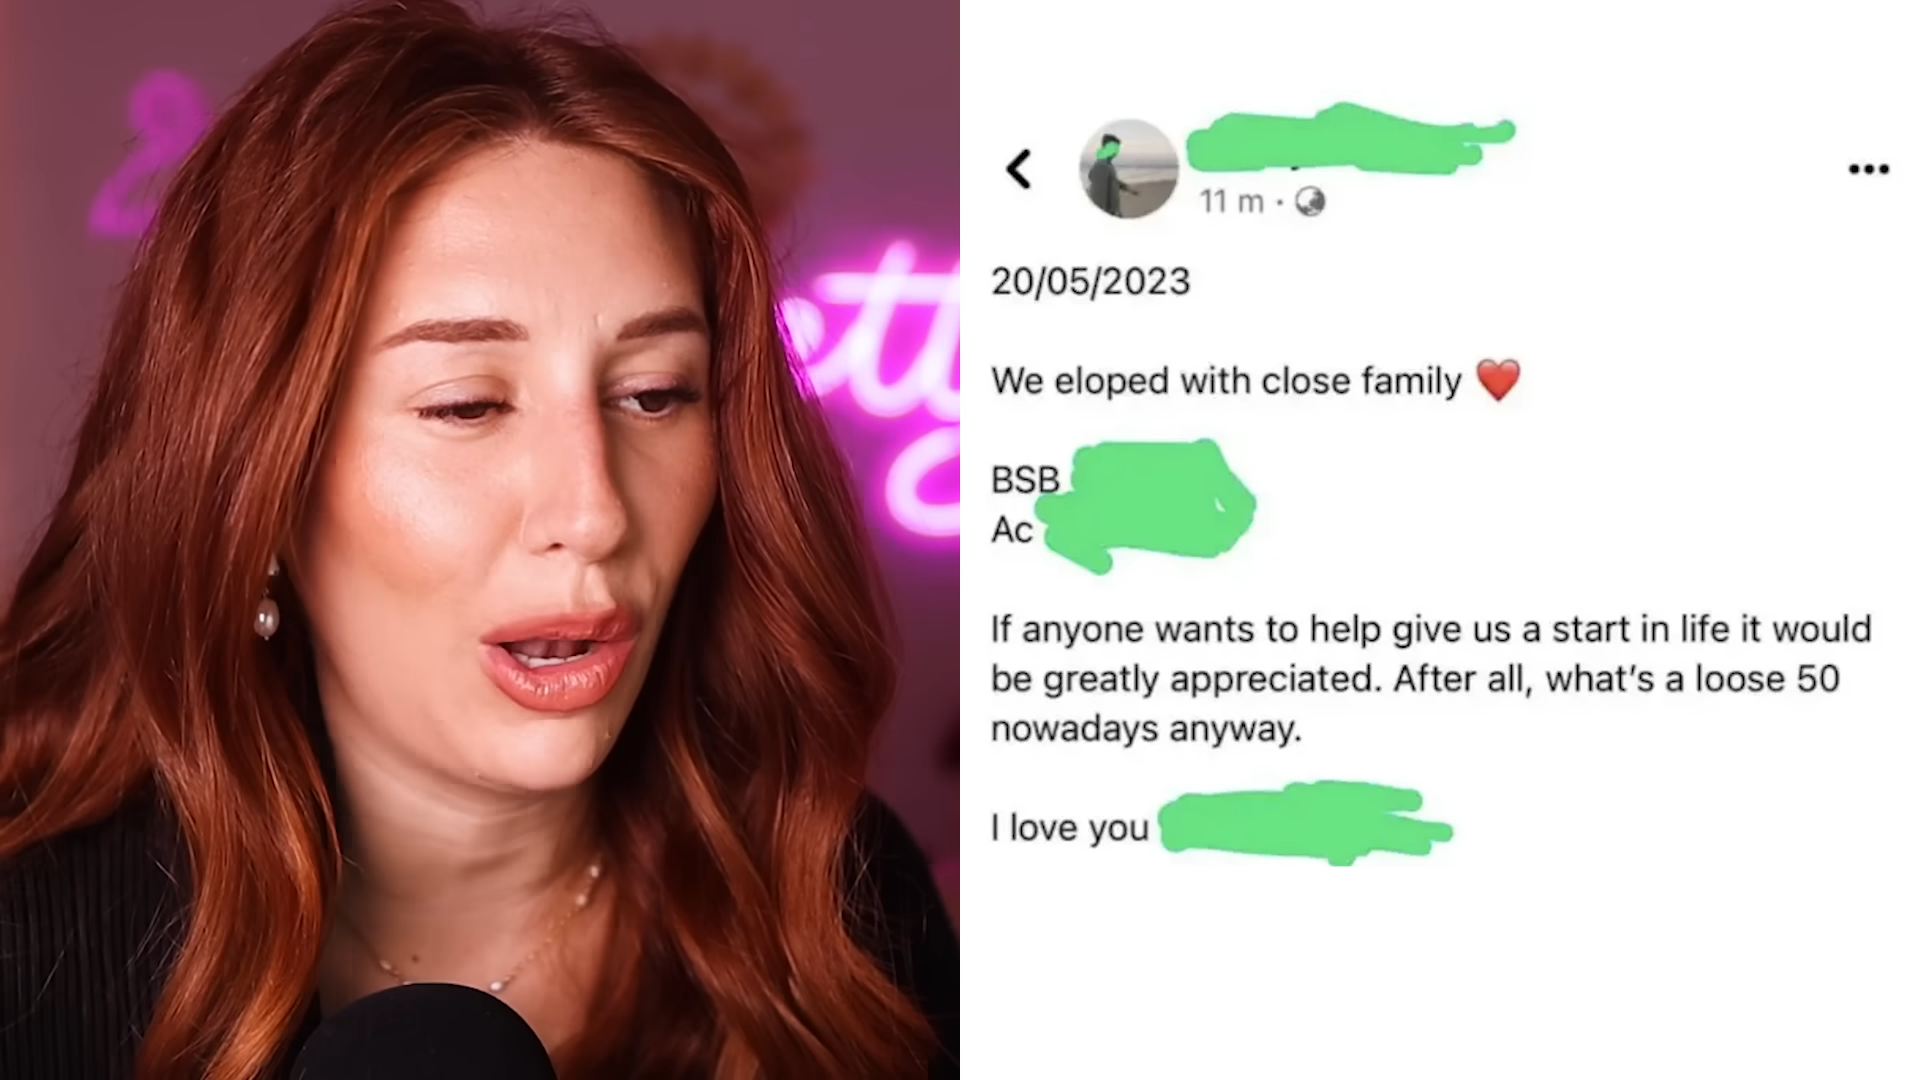 ett
11 m ·
20/05/2023
We eloped with close family ❤️
BSB
Ac
If anyone wants to help give us a start in life it would
be greatly appreciated. After all, what’s a loose 50
nowadays anyway.
I love you